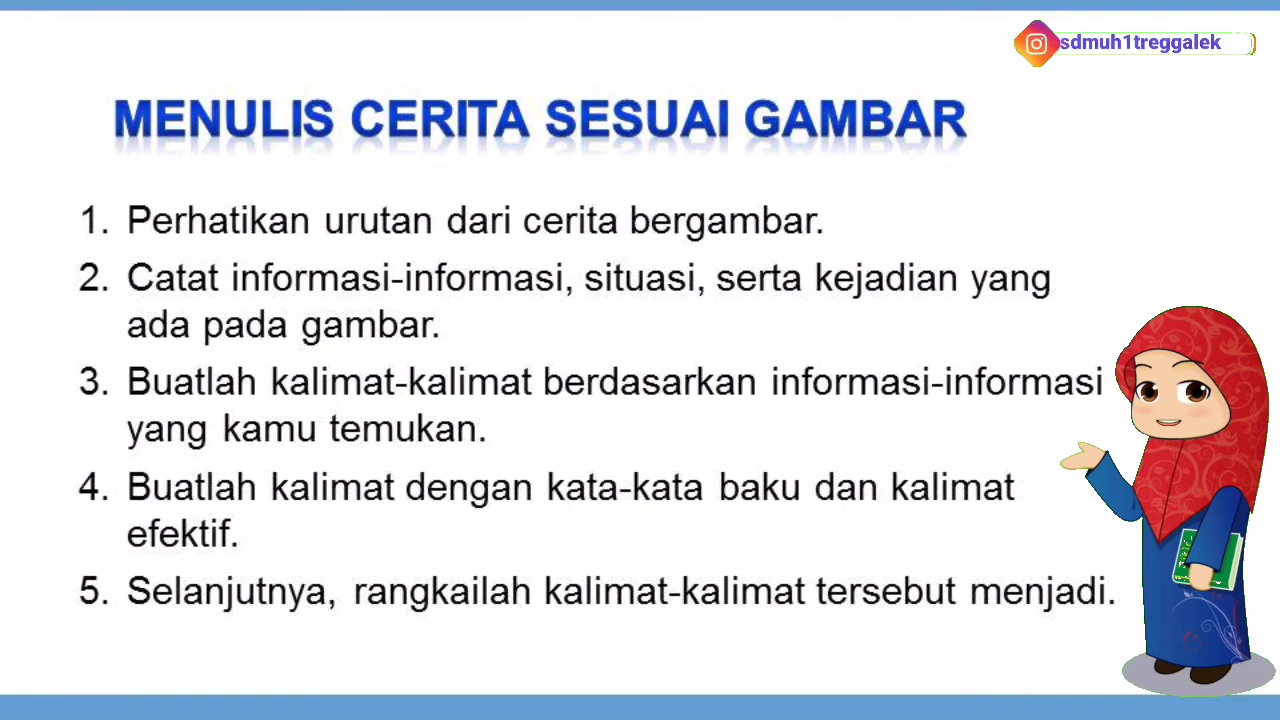 sdmuh1treggalek
MENULIS CERITA SESUAI GAMBAR
1. Perhatikan urutan dari cerita bergambar.
2. Catat informasi-informasi, situasi, serta kejadian yang
ada pada gambar.
3. Buatlah kalimat-kalimat berdasarkan informasi-informasi
yang kamu temukan.
4. Buatlah kalimat dengan kata-kata baku dan kalimat
efektif.
5. Selanjutnya, rangkailah kalimat-kalimat tersebut menjadi.